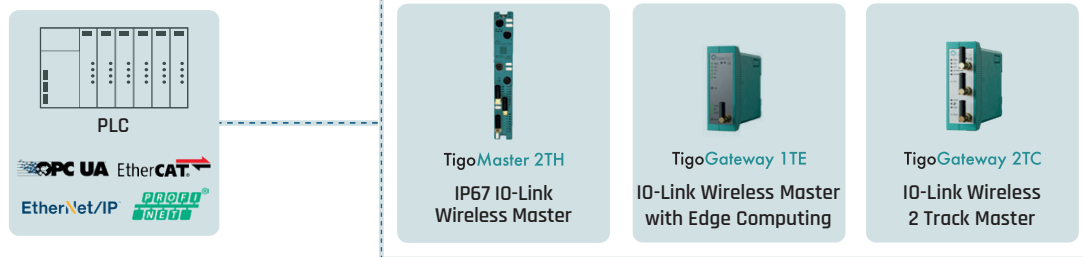 PLC
OPC UA
EtherCAT®
EtherNet/IP
PROFI®
NET
TigoMaster 2TH
IP67 IO-Link
Wireless Master
TigoGateway 1TE
IO-Link Wireless Master
with Edge Computing
TigoGateway 2TC
IO-Link Wireless
2 Track Master